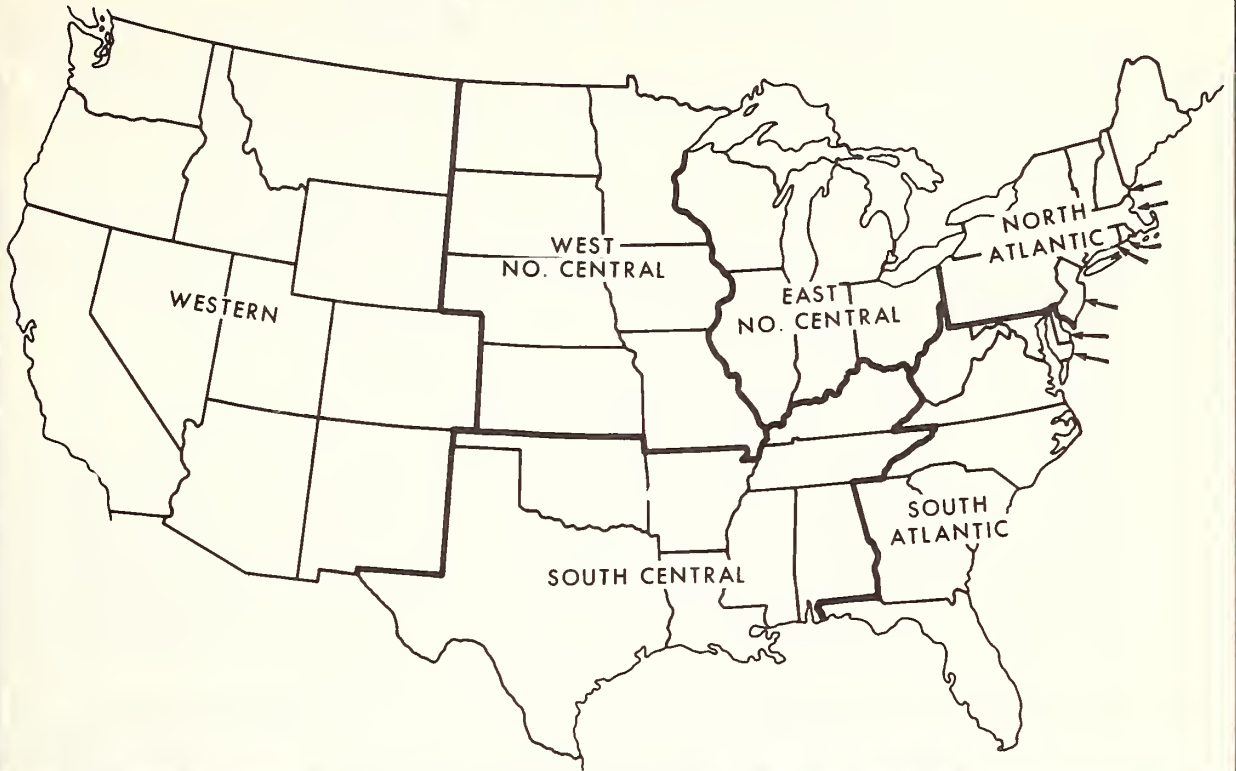 NORTH
ATLANTIC
WEST
NO. CENTRAL
WESTERN
EAST
NO. CENTRAL
SOUTH
ATLANTIC
SOUTH CENTRAL